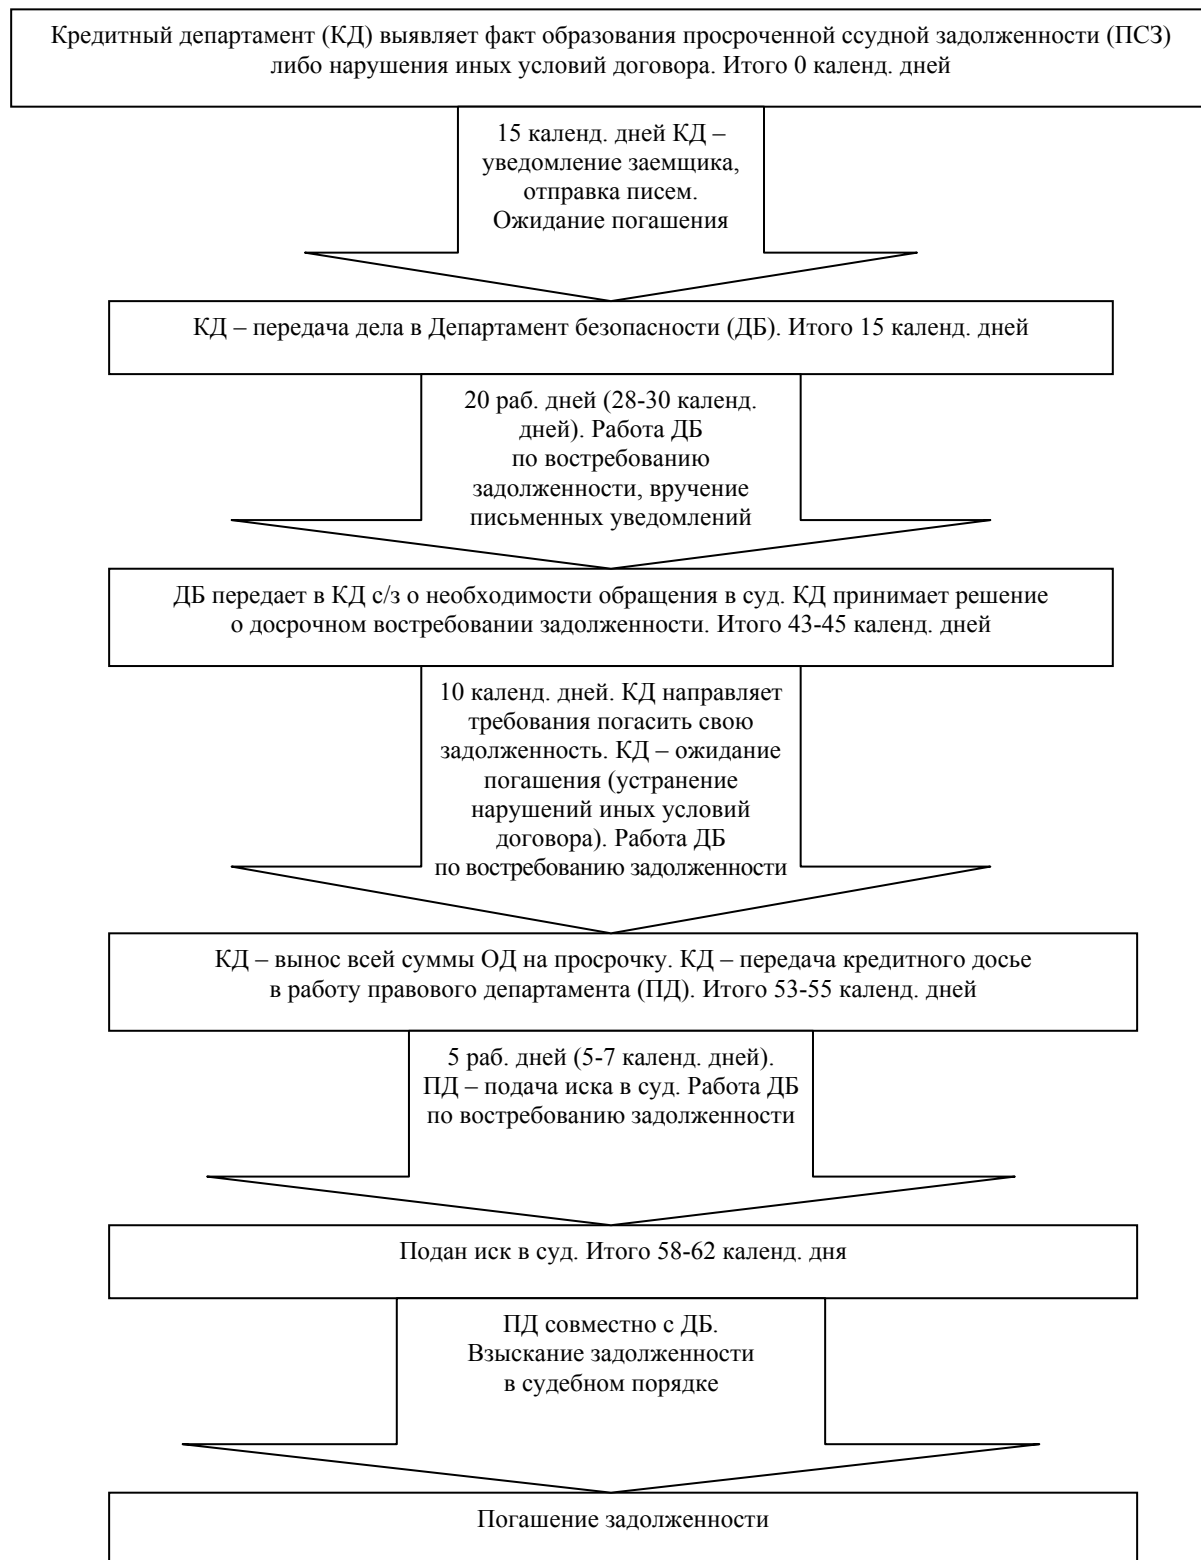 Кредитный департамент (КД) выявляет факт образования просроченной ссудной задолженности (ПСЗ)
либо нарушения иных условий договора. Итого 0 календ. дней
15 календ. дней КД –
уведомление заемщика,
отправка писем.
Ожидание погашения
КД – передача дела в Департамент безопасности (ДБ). Итого 15 календ. дней
20 раб. дней (28-30 календ.
дней). Работа ДБ
по востребованию
задолженности, вручение
письменных уведомлений
ДБ передает в КД с/з о необходимости обращения в суд. КД принимает решение
о досрочном востребовании задолженности. Итого 43-45 календ. дней
10 календ. дней. КД направляет
требования погасить свою
задолженность. КД – ожидание
погашения (устранение
нарушений иных условий
договора). Работа ДБ
по востребованию задолженности
КД – вынос всей суммы ОД на просрочку. КД – передача кредитного досье
в работу правового департамента (ПД). Итого 53-55 календ. дней
5 раб. дней (5-7 календ. дней).
ПД – подача иска в суд. Работа ДБ
по востребованию задолженности
Подан иск в суд. Итого 58-62 календ. дня
ПД совместно с ДБ.
Взыскание задолженности
в судебном порядке
Погашение задолженности